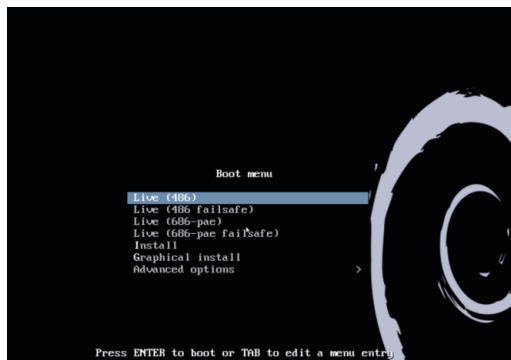 Boot menu
Live (486)
Live (486 failsafe)
Live (686-pae)
Live (686-pae failsafe)
Install
Graphical install
Advanced options >
Press ENTER to boot or TAB to edit a menu entry